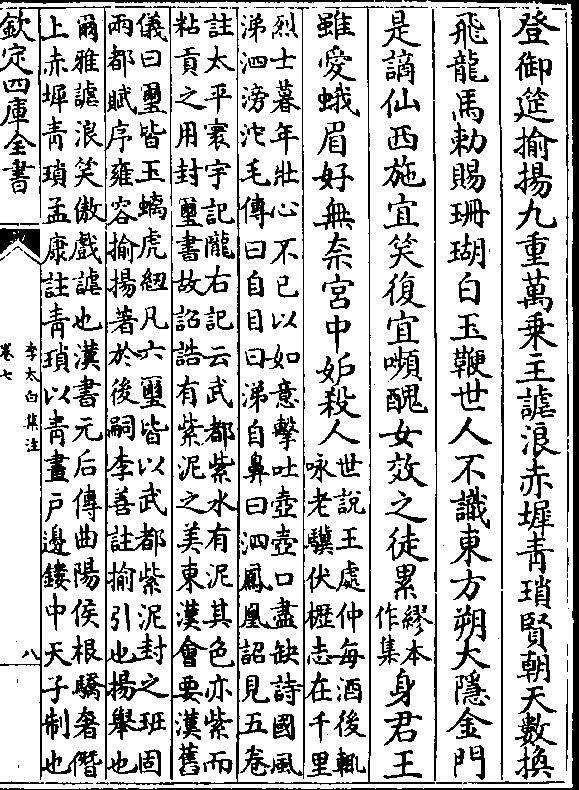 登御筵揄揚九重萬乘主謔浪赤墀青瑣賢朝天數換
飛龍馬勅賜珊瑚白玉鞭世人不識東方朔大隱金門
是謫仙西施宜笑復宜嚬醜女效之徒累繆本作集身君王
雖愛蛾眉好無奈宮中妒殺人世說王處仲每酒後輒
詠老驥伏櫪志在千里
烈士暮年壯心不已以如意擊吐壺壺口盡缺詩國風
涕泗滂沱毛傳曰自目曰涕自鼻曰泗鳳凰詔見五卷
註太平寰宇記隴右記云武都紫水有泥其色亦紫而
粘貢之用封璽書故詔誥有紫泥之美東漢會要漢舊
儀曰璽皆玉螭虎紐凡六璽皆以武都紫泥封之班固
兩都賦序雍容揄揚著於後嗣李善註揄引也揚舉也
爾雅謔浪笑傲戲謔也漢書元后傳曲陽侯根驕奢僭
上赤墀青瑣孟康註青瑣以青畫戶邊鏤中天子制也
欽定四庫全書
李太白集注
卷七
八